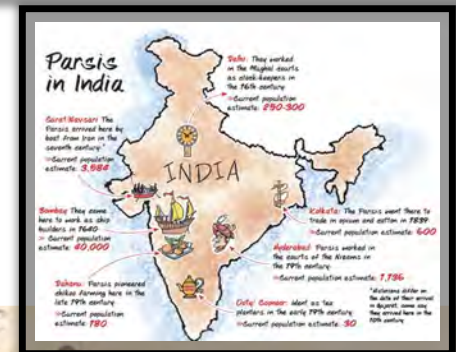 Parsis
in India
Delhi: They worked
in the Mughal courts
as clock-keepers in
the 16th century
Current population
estimate: 250-300
Surat/Navsari: The
Parsis arrived here by
boat from Iran in the
seventh century*
Current population
estimate: 3,584
INDIA
Bombay They came
here to work as ship
builders in 1640
Current population
estimate: 40,000
Kolkata: The Parsis went there to
trade in opium and cotton in 1839
Current population estimate: 600
Hyderabad: Parsis worked in
the courts of the Nizams in
the 19th century
Current population estimate: 1,136
Dahanu: Parsis pioneered
chikoo farming here in the
late 19th century
Current population
estimate: 180
Ooty/ Coonoor: Went as tea
planters in the early 19th century
Current population estimate: 30
*Historians differ on
the date of their arrival
in Gujarat, some say
they arrived here in the
10th century